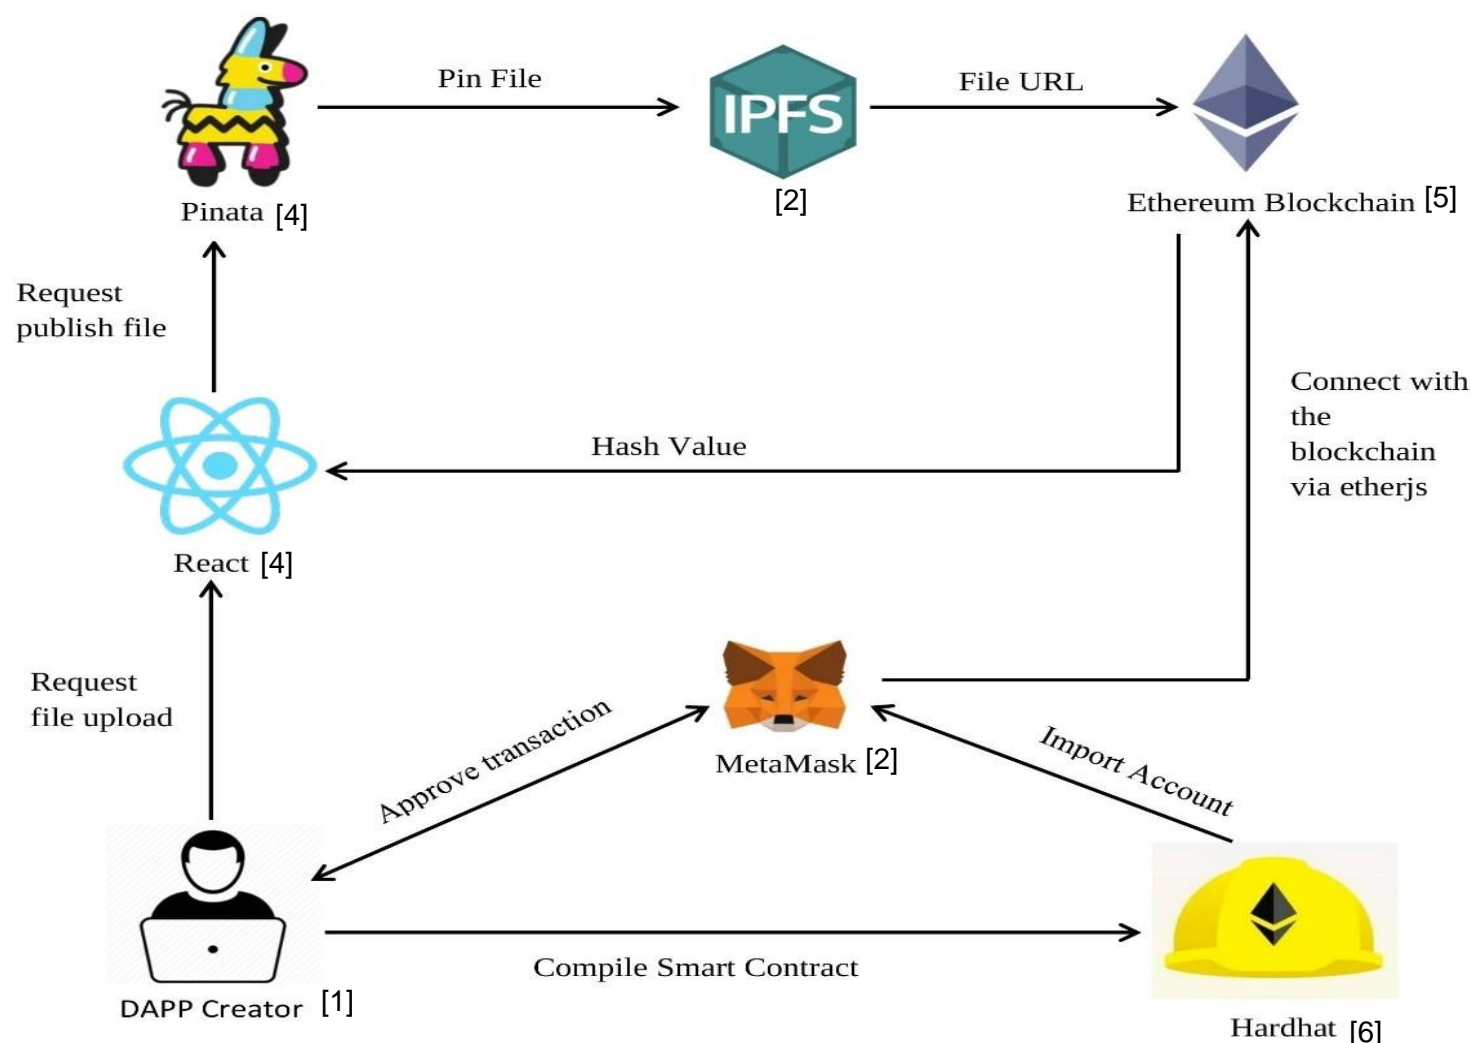 Pin File
File URL
IPFS
Pinata [4]
[2]
Ethereum Blockchain [5]
Request
publish file
Connect with
the
blockchain
via etherjs
Hash Value
React [4]
Request
file upload
Approve transaction
Import Account
MetaMask [2]
Compile Smart Contract
DAPP Creator [1]
Hardhat [6]